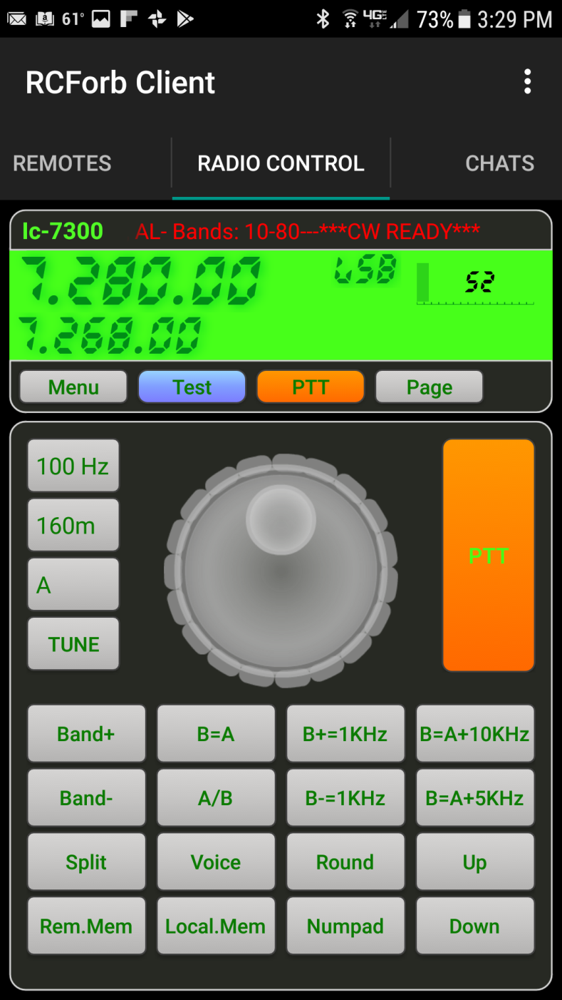 61° 4G LTE 73% 3:29 PM
RCForb Client
REMOTES RADIO CONTROL CHATS
Ic-7300 AL- Bands: 10-80---***CW READY***
7.280.00 LSB S2
7.268.00
Menu Test PTT Page
100 Hz
160m
PTT
A
TUNE
Band+ B=A B+=1KHz B=A+10KHz
Band- A/B B-=1KHz B=A+5KHz
Split Voice Round Up
Rem.Mem Local.Mem Numpad Down